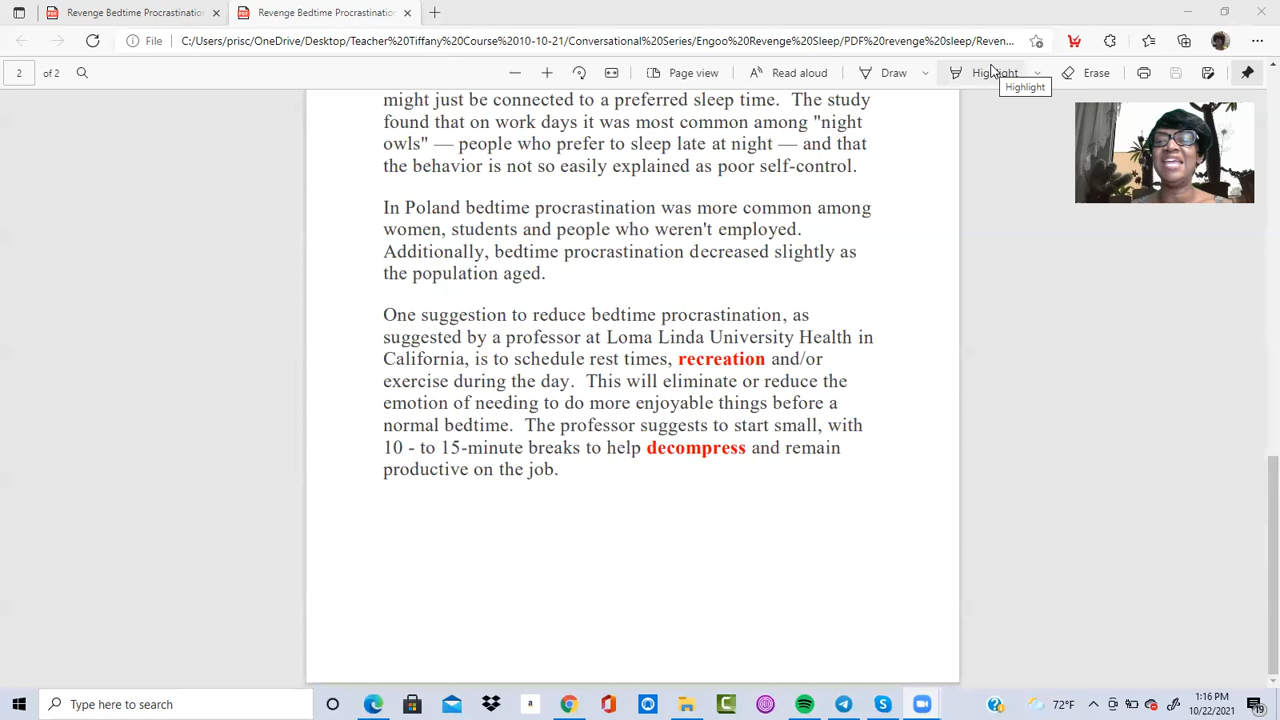 Revenge Bedtime Procrastination
Revenge Bedtime Procrastination
File
C:/Users/prisc/OneDrive/Desktop/Teacher%20Tiffany%20Course%2010-10-21/Conversational%20Series/Engoo%20Revenge%20Sleep/PDF%20revenge%20sleep/Reven...
2
of 2
Page view
Read aloud
Draw
Highlight
Erase
Highlight
might just be connected to a preferred sleep time. The study
found that on work days it was most common among "night
owls" — people who prefer to sleep late at night — and that
the behavior is not so easily explained as poor self-control.
In Poland bedtime procrastination was more common among
women, students and people who weren't employed.
Additionally, bedtime procrastination decreased slightly as
the population aged.
One suggestion to reduce bedtime procrastination, as
suggested by a professor at Loma Linda University Health in
California, is to schedule rest times, recreation and/or
exercise during the day. This will eliminate or reduce the
emotion of needing to do more enjoyable things before a
normal bedtime. The professor suggests to start small, with
10 - to 15-minute breaks to help decompress and remain
productive on the job.
Type here to search
a
72°F
1:16 PM
10/22/2021
19